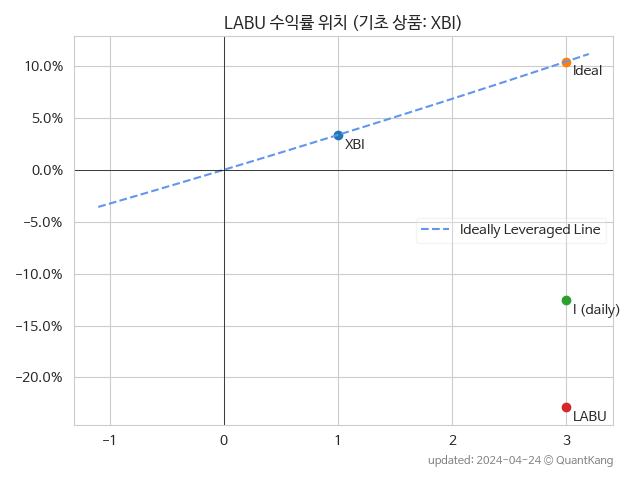 LABU 수익률 위치 (기초 상품: XBI)
10.0%
5.0%
0.0%
−5.0%
−10.0%
−15.0%
−20.0%
Ideal
XBI
Ideally Leveraged Line
I (daily)
LABU
−1
0
1
2
3
updated: 2024-04-24 © QuantKang